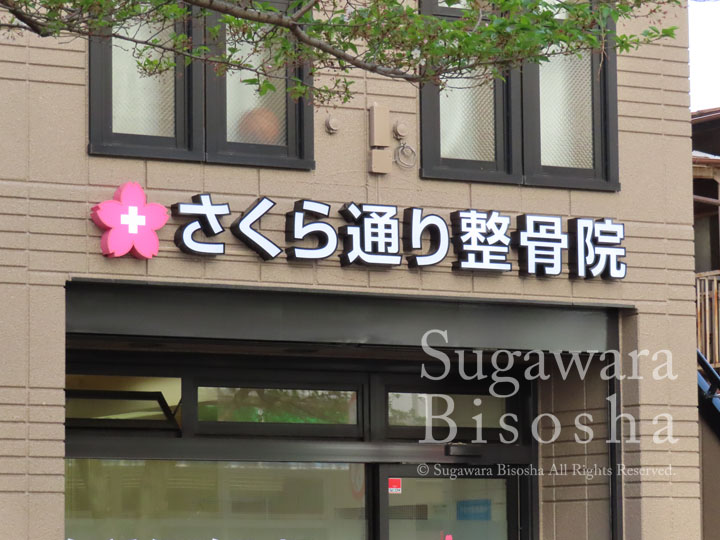 さくら通り整骨院
Sugawara
Bisosha
© Sugawara Bisosha All Rights Reserved.